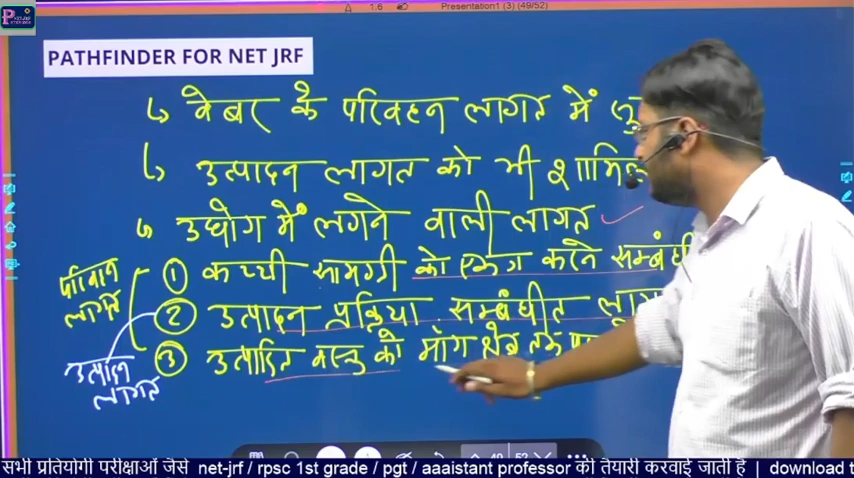 Presentation1 (3) (49/52)
PATHFINDER FOR NET JRF
↳ वेबर के परिवहन लागत में
↳ उत्पादन लागत को भी शामि
↳ उद्योग में लगने वाली लागत
परिवहन लागत
① कच्ची सामग्री को करने सम्बंधी
② उत्पादन प्रक्रिया सम्बंधीत
③ उत्पादित वस्तु को माँग क्षेत्र तक
उत्पादन लागत
सभी प्रतियोगी परीक्षाओं जैसे net-jrf / rpsc 1st grade / pgt / aaaistant professor की तैयारी करवाई जाती है | download